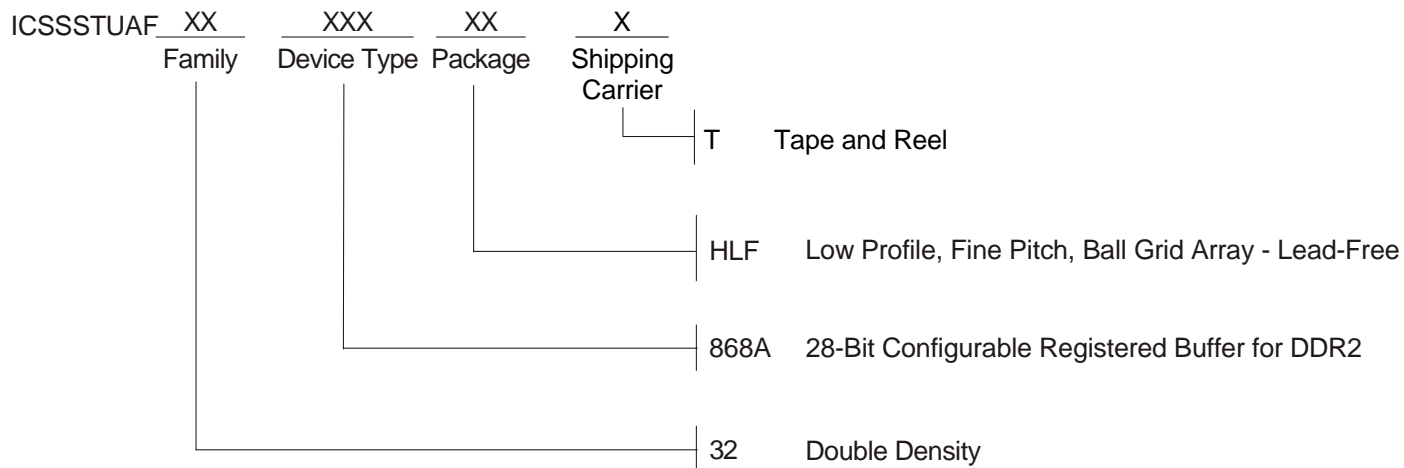 ICSSSTUAF XX XXX XX X
Family Device Type Package Shipping
Carrier
T Tape and Reel
HLF Low Profile, Fine Pitch, Ball Grid Array - Lead-Free
868A 28-Bit Configurable Registered Buffer for DDR2
32 Double Density